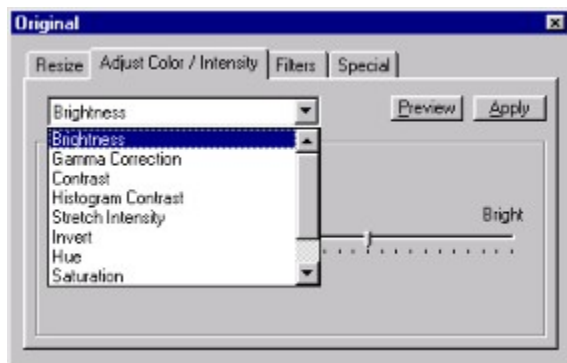 Original
Resize Adjust Color / Intensity Filters Special
Brightness Preview Apply
Brightness
Gamma Correction
Contrast
Histogram Contrast
Stretch Intensity
Bright
Invert
Hue
Saturation